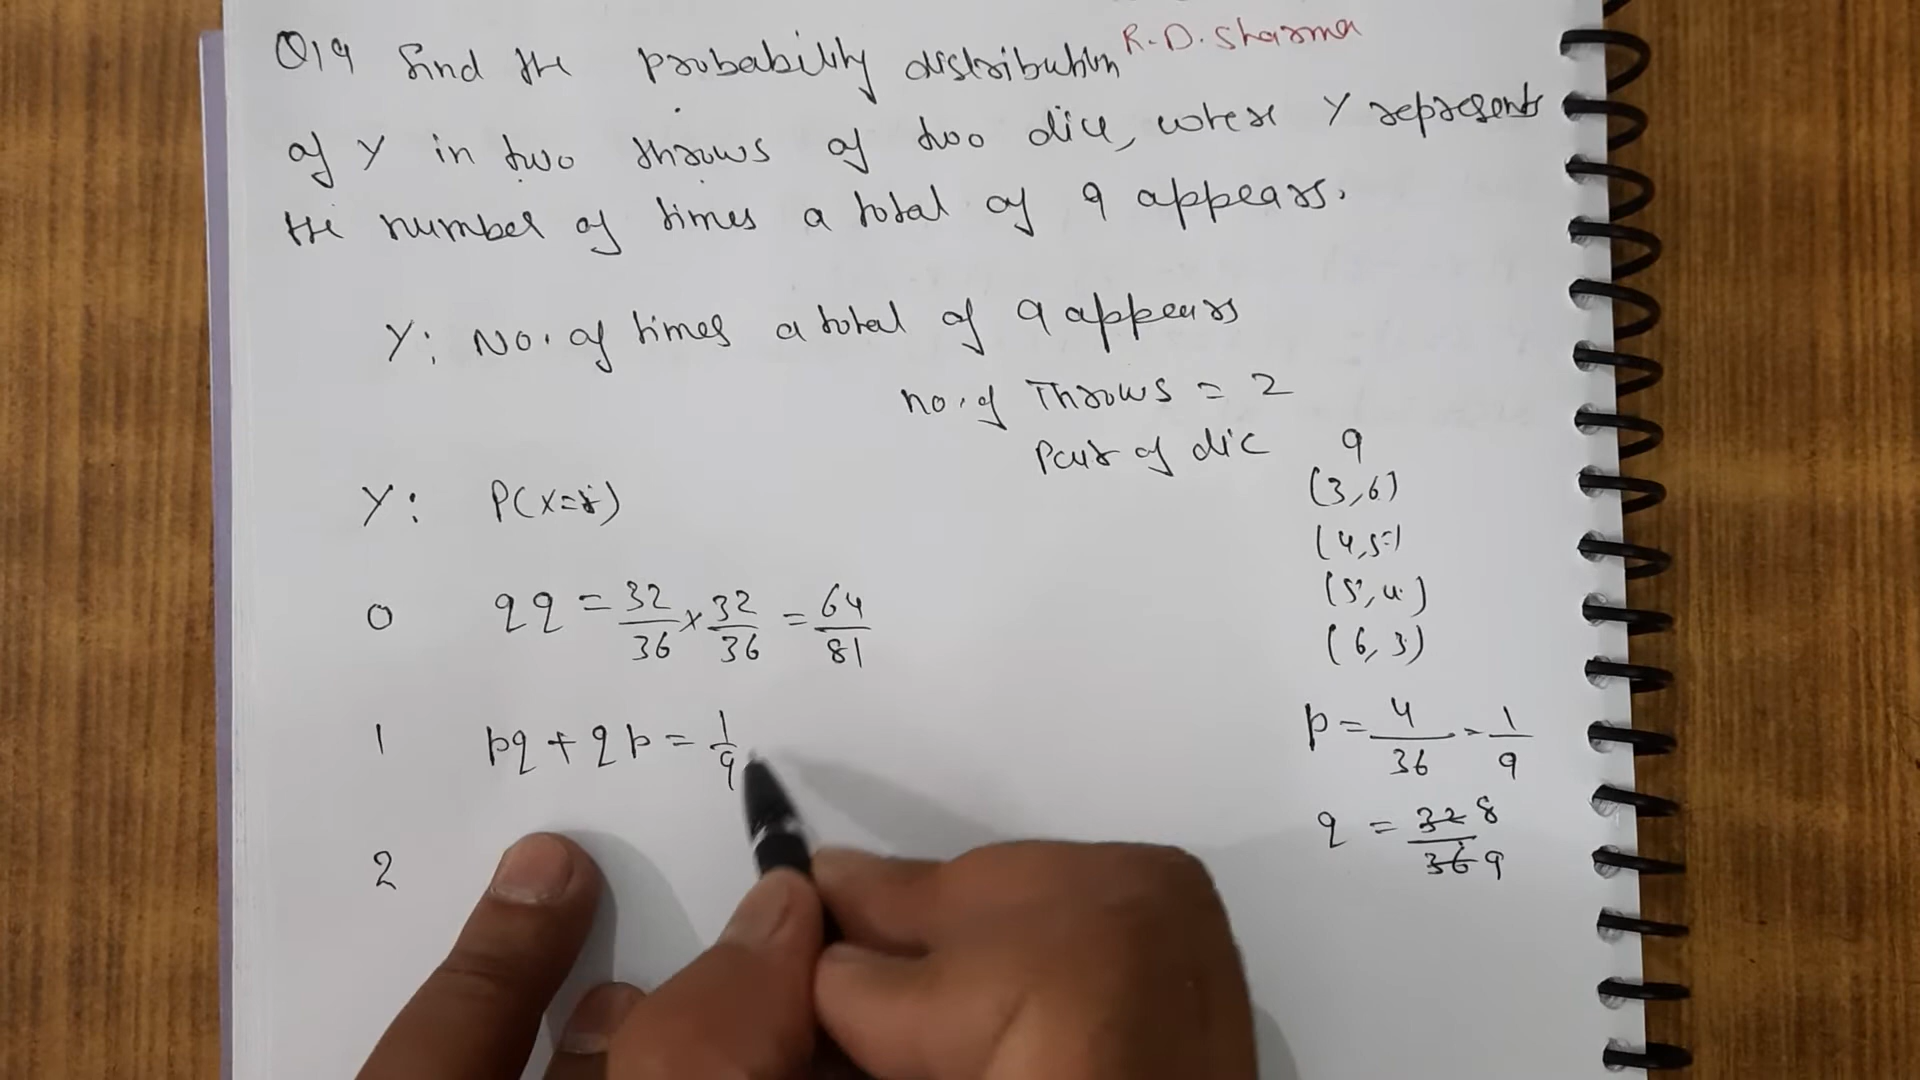 Q19 Find the probability distribution R.D. Sharma
of Y in two throws of two dice, where Y represents
the number of times a total of 9 appears.
Y: No. of times a total of 9 appears
no. of Throws = 2
Pair of dic 9
(3,6)
Y: P(X=r)
(4,5)
(5,4)
0 qq = 32/36 × 32/36 = 64/81
(6,3)
1 pq + qp = 1/9
p = 4/36 = 1/9
q = 32/36 8/9
2